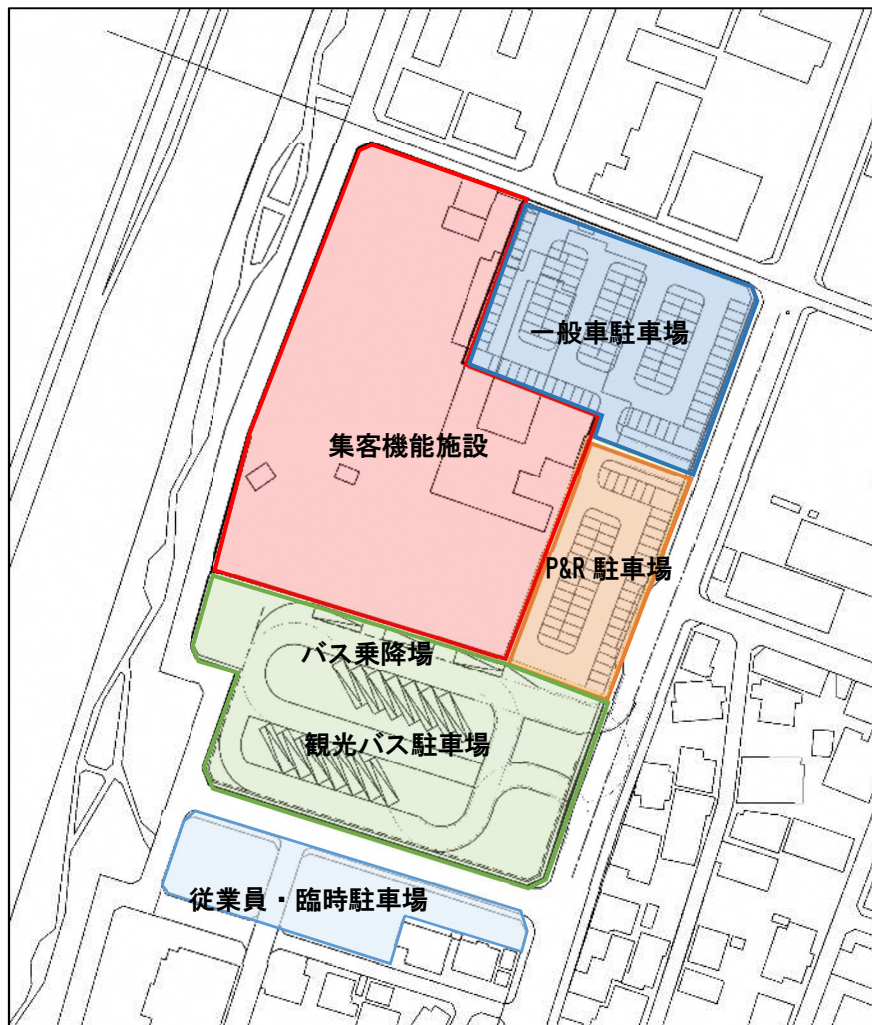 一般車駐車場
集客機能施設
P&R 駐車場
バス乗降場
観光バス駐車場
従業員・臨時駐車場